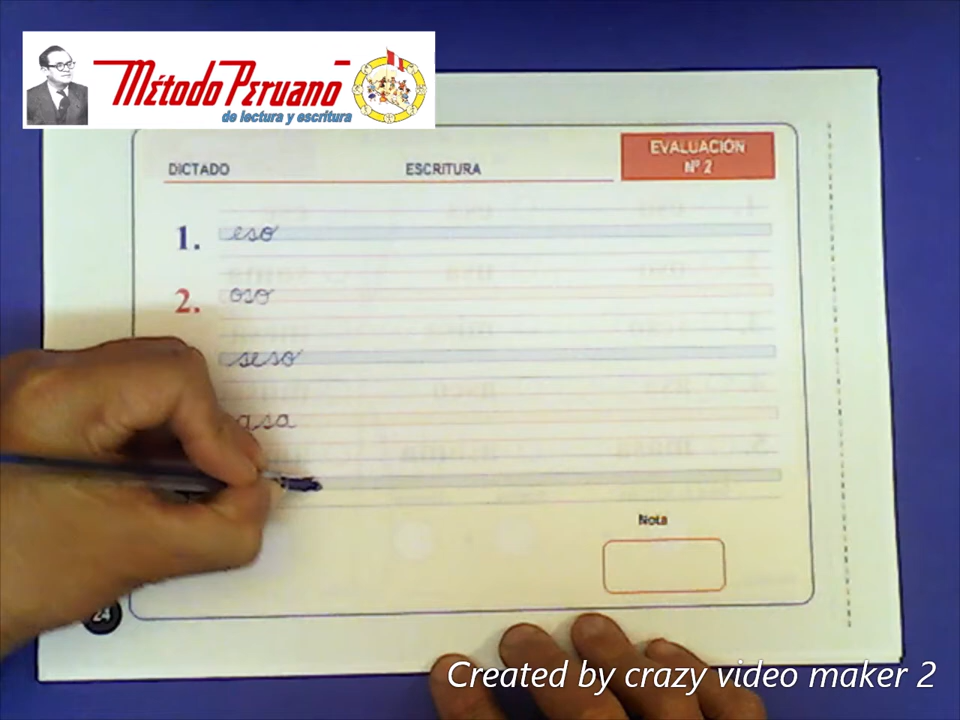 Método Peruano
de lectura y escritura
DICTADO ESCRITURA EVALUACIÓN Nº 2
1. eso
2. oso
seso
asa
Nota
24
Created by crazy video maker 2